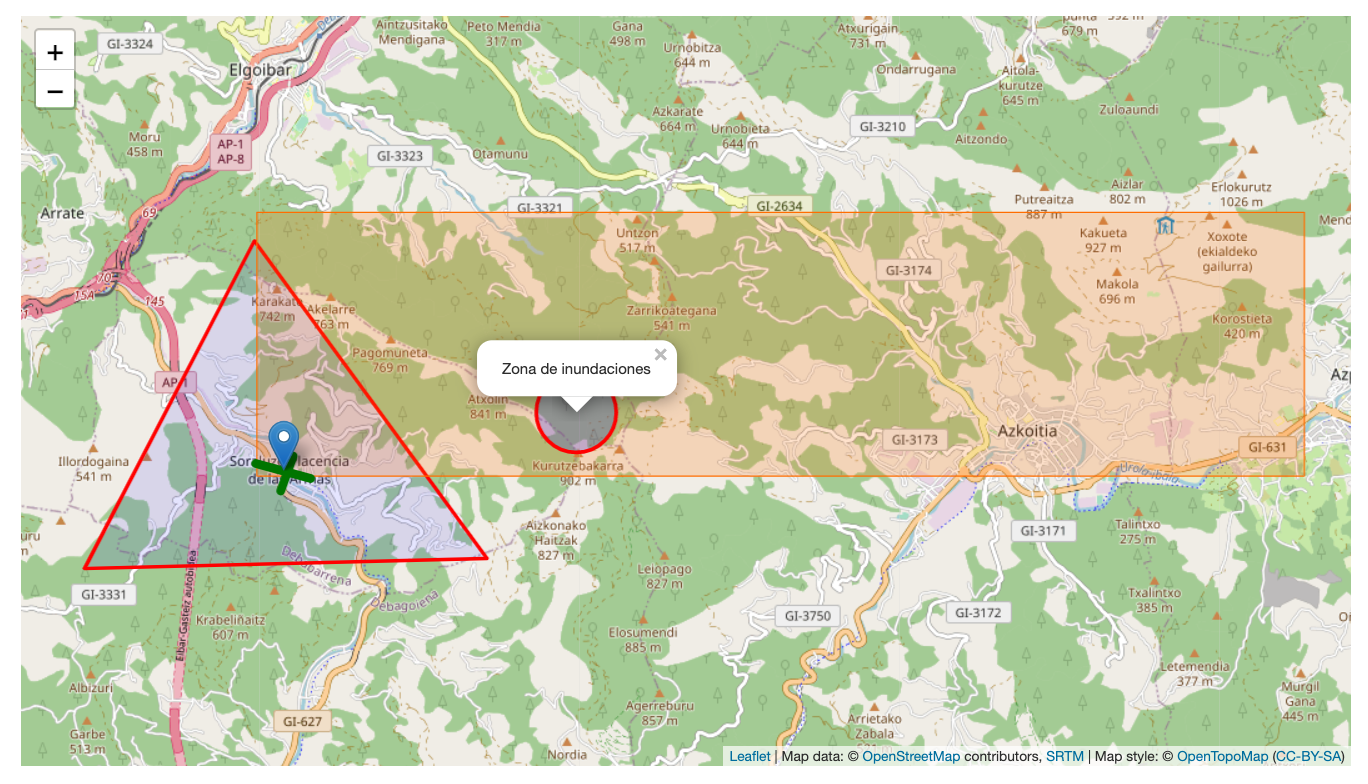 +
−
GI-3324
Elgoibar
Aintzusitako
Mendigana
Peto Mendia
317 m
Gana
498 m
Urnobitza
644 m
Atxurigain
731 m
Ondarrugana
Aitola-
kurutze
645 m
679 m
Zuloaundi
Moru
458 m
AP-1
AP-8
GI-3323
Otamunu
Azkarate
664 m
Urnobieta
644 m
GI-3210
Aitzondo
Arrate
69
GI-3321
GI-2634
Putreaitza
887 m
Aizlar
802 m
Erlokurutz
1026 m
Untzon
517 m
Kakueta
927 m
Xoxote
(ekialdeko
gailurra)
70
15A
145
GI-3174
Makola
696 m
Karakate
742 m
Akelarre
763 m
Zarrikoategana
541 m
Korostieta
420 m
Pagomuneta
769 m
Zona de inundaciones
×
AP-1
Atxolin
841 m
GI-3173
Azkoitia
GI-631
Illordogaina
541 m
Kurutzebakarra
902 m
Urola ibaia
Aizkonako
Haitzak
827 m
GI-3171
Talintxo
275 m
Debabarrena
Debagoiena
Leiopago
827 m
GI-3331
Eibar-Gasteiz autobidea
Krabeliñaitz
607 m
GI-3750
GI-3172
Txalintxo
385 m
Elosumendi
885 m
Albizuri
Letemendia
377 m
Murgil
Gana
445 m
Garbe
513 m
GI-627
Agerreburu
857 m
Arrietako
Zabala
Nordia
Leaflet | Map data: © OpenStreetMap contributors, SRTM | Map style: © OpenTopoMap (CC-BY-SA)